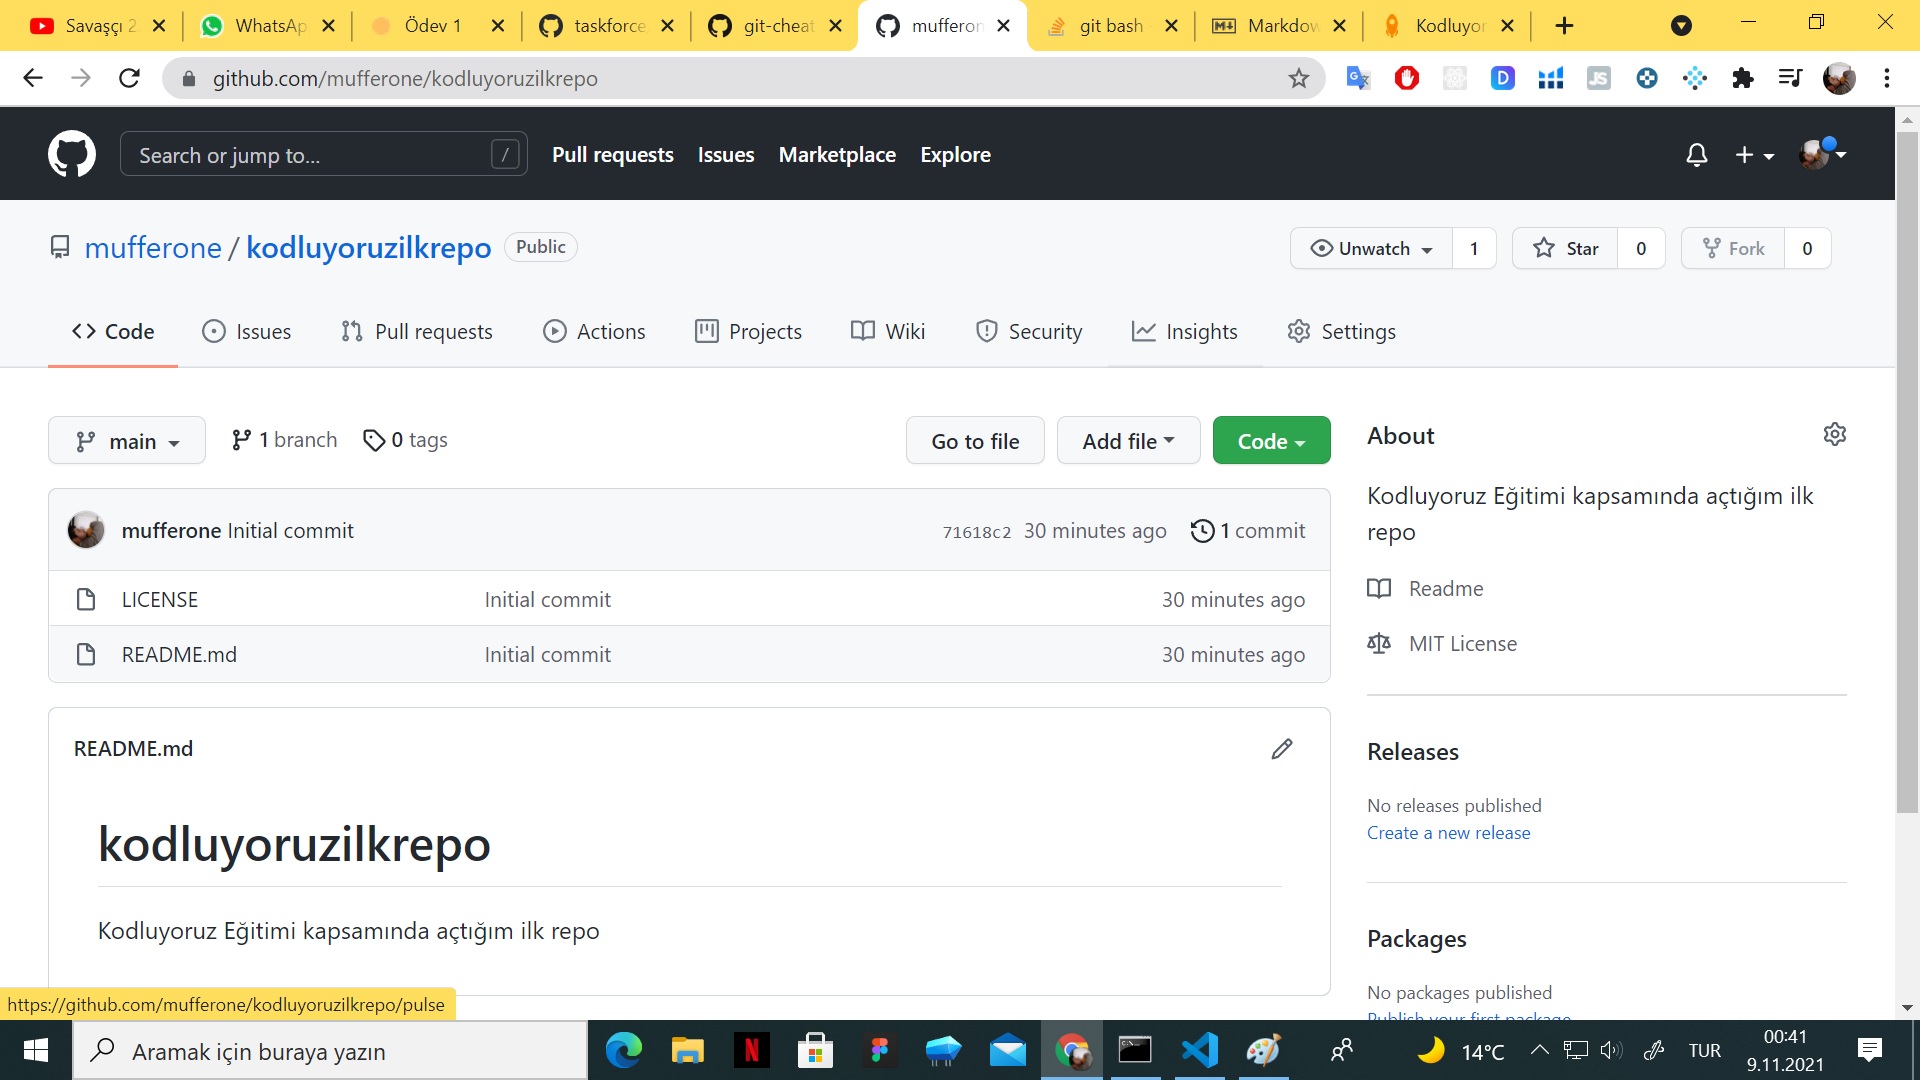 Savaşçı 2
WhatsAp
Ödev 1
taskforce
git-cheat
mufferon
git bash
Markdow
Kodluyor
github.com/mufferone/kodluyoruzilkrepo
Search or jump to...
/
Pull requests
Issues
Marketplace
Explore
mufferone / kodluyoruzilkrepo Public
Unwatch 1
Star 0
Fork 0
Code
Issues
Pull requests
Actions
Projects
Wiki
Security
Insights
Settings
main
1 branch
0 tags
Go to file
Add file
Code
mufferone Initial commit 71618c2 30 minutes ago 1 commit
LICENSE Initial commit 30 minutes ago
README.md Initial commit 30 minutes ago
README.md
kodluyoruzilkrepo
Kodluyoruz Eğitimi kapsamında açtığım ilk repo
About
Kodluyoruz Eğitimi kapsamında açtığım ilk
repo
Readme
MIT License
Releases
No releases published
Create a new release
Packages
No packages published
Publish your first package
https://github.com/mufferone/kodluyoruzilkrepo/pulse
Aramak için buraya yazın
14°C
TUR
00:41
9.11.2021